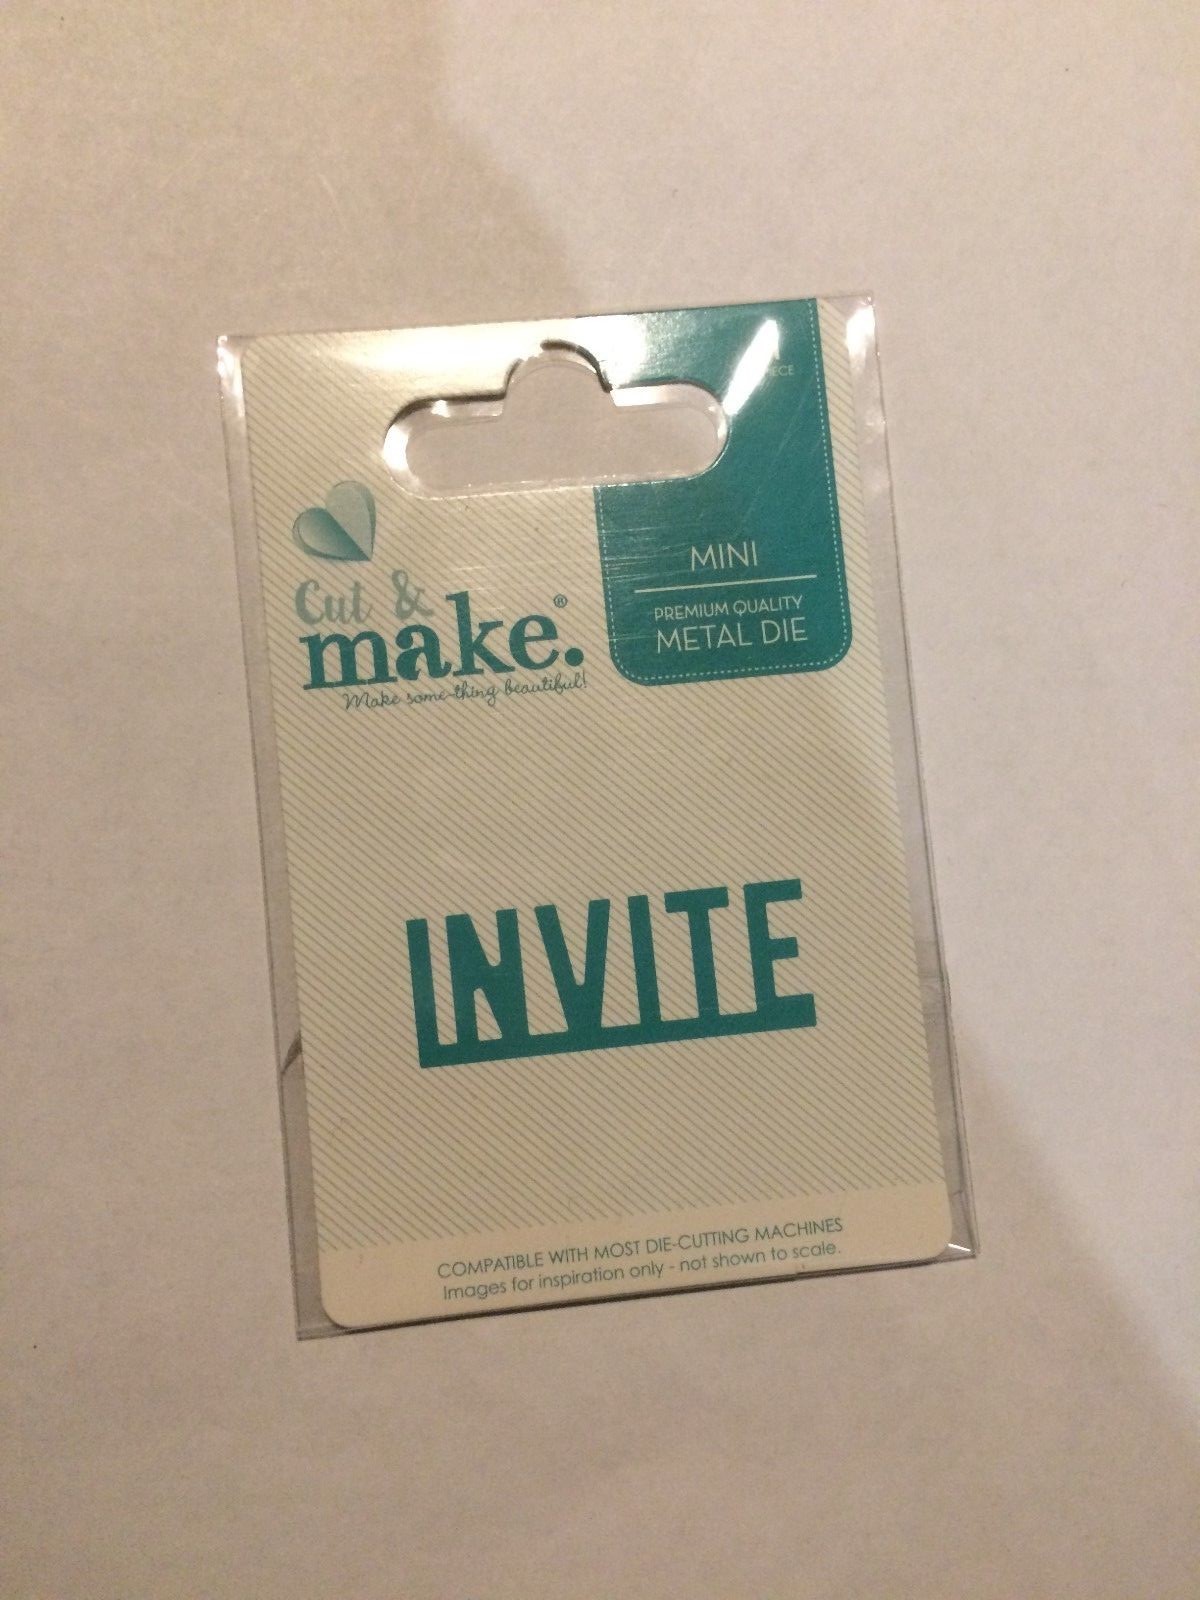 Cut &
make.®
Make some-thing beautiful!
MINI
PREMIUM QUALITY
METAL DIE
INVITE
COMPATIBLE WITH MOST DIE-CUTTING MACHINES
Images for inspiration only - not shown to scale.